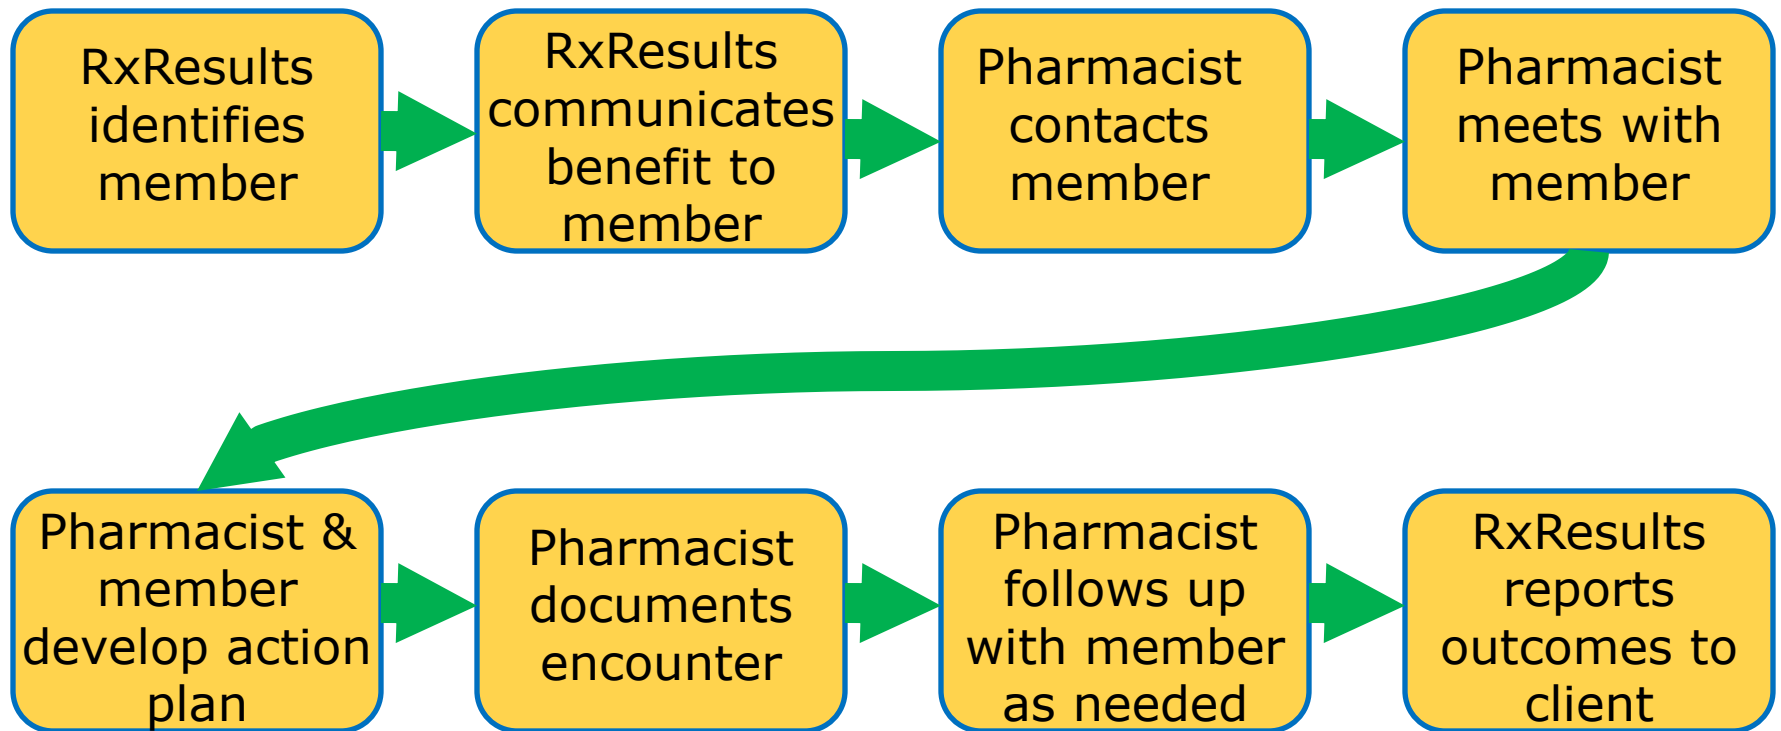 RxResults
identifies
member
RxResults
communicates
benefit to
member
Pharmacist
contacts
member
Pharmacist
meets with
member
Pharmacist &
member
develop action
plan
Pharmacist
documents
encounter
Pharmacist
follows up
with member
as needed
RxResults
reports
outcomes to
client